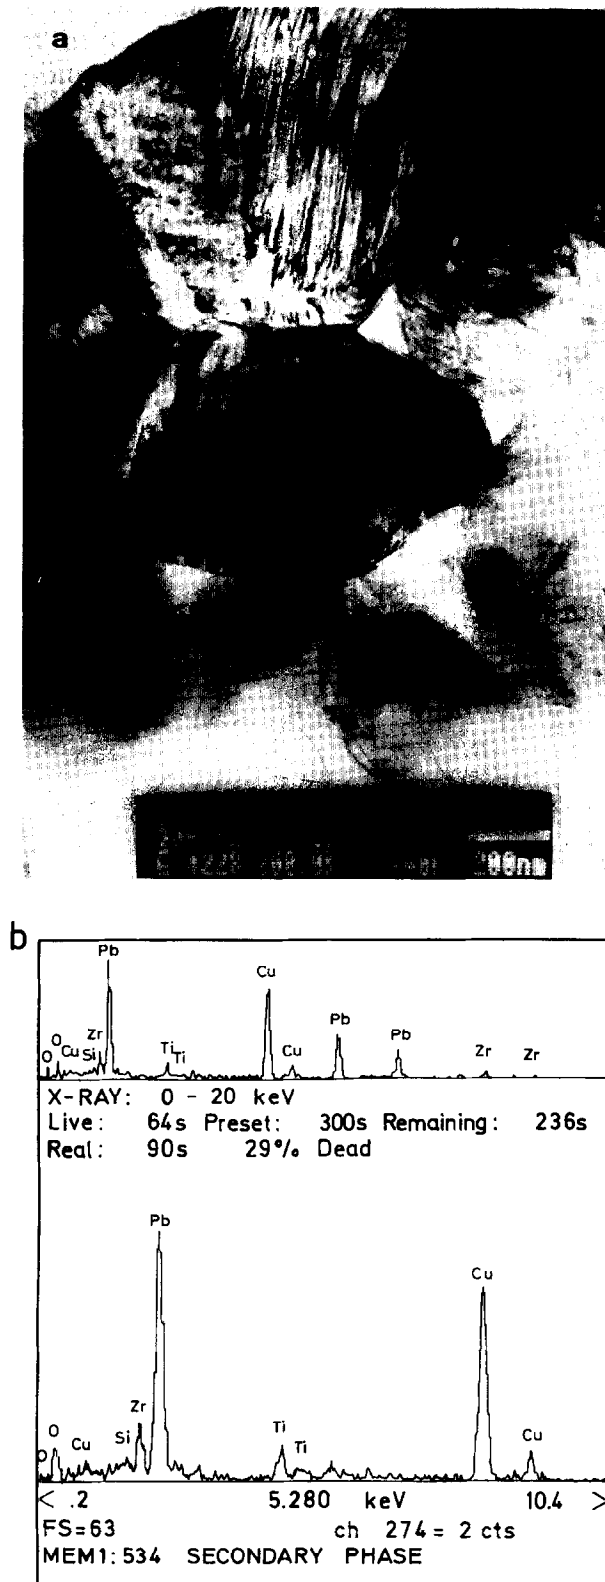 a
00nm
b
Pb
Cu
Pb
Pb
O
O
Cu
Si
Zr
Ti
Ti
Cu
Zr
Zr
X-RAY: 0 - 20 keV
Live: 64s Preset: 300s Remaining: 236s
Real: 90s 29% Dead
Pb
Cu
O
O
Cu
Si
Zr
Ti
Ti
Cu
< .2 5.280 keV 10.4 >
FS=63 ch 274 = 2 cts
MEM1:534 SECONDARY PHASE